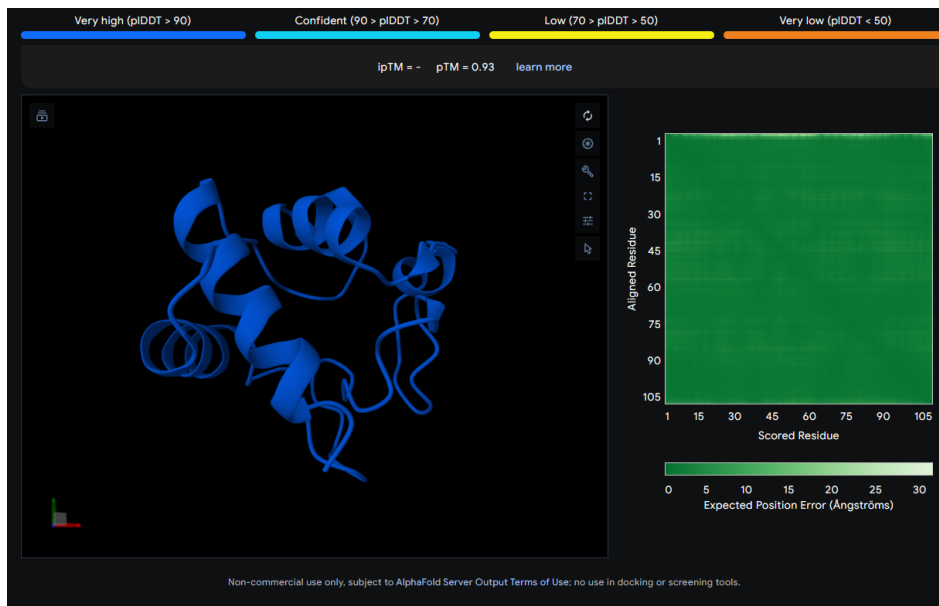 Very high (pIDDT > 90) Confident (90 > pIDDT > 70) Low (70 > pIDDT > 50) Very low (pIDDT < 50)
ipTM = - pTM = 0.93 learn more
Aligned Residue
1
15
30
45
60
75
90
105
1 15 30 45 60 75 90 105
Scored Residue
0 5 10 15 20 25 30
Expected Position Error (Ångströms)
Non-commercial use only, subject to AlphaFold Server Output Terms of Use; no use in docking or screening tools.